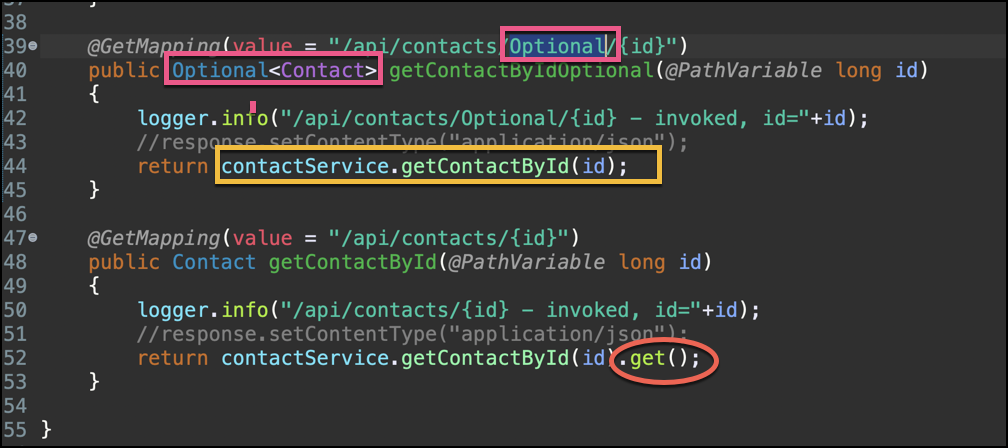 37 }
38
39 @GetMapping(value = "/api/contacts/Optional/{id}")
40 public Optional<Contact> getContactByIdOptional(@PathVariable long id)
41 {
42 logger.info("/api/contacts/Optional/{id} - invoked, id="+id);
43 //response.setContentType("application/json");
44 return contactService.getContactById(id);
45 }
46
47 @GetMapping(value = "/api/contacts/{id}")
48 public Contact getContactById(@PathVariable long id)
49 {
50 logger.info("/api/contacts/{id} - invoked, id="+id);
51 //response.setContentType("application/json");
52 return contactService.getContactById(id).get();
53 }
54
55 }